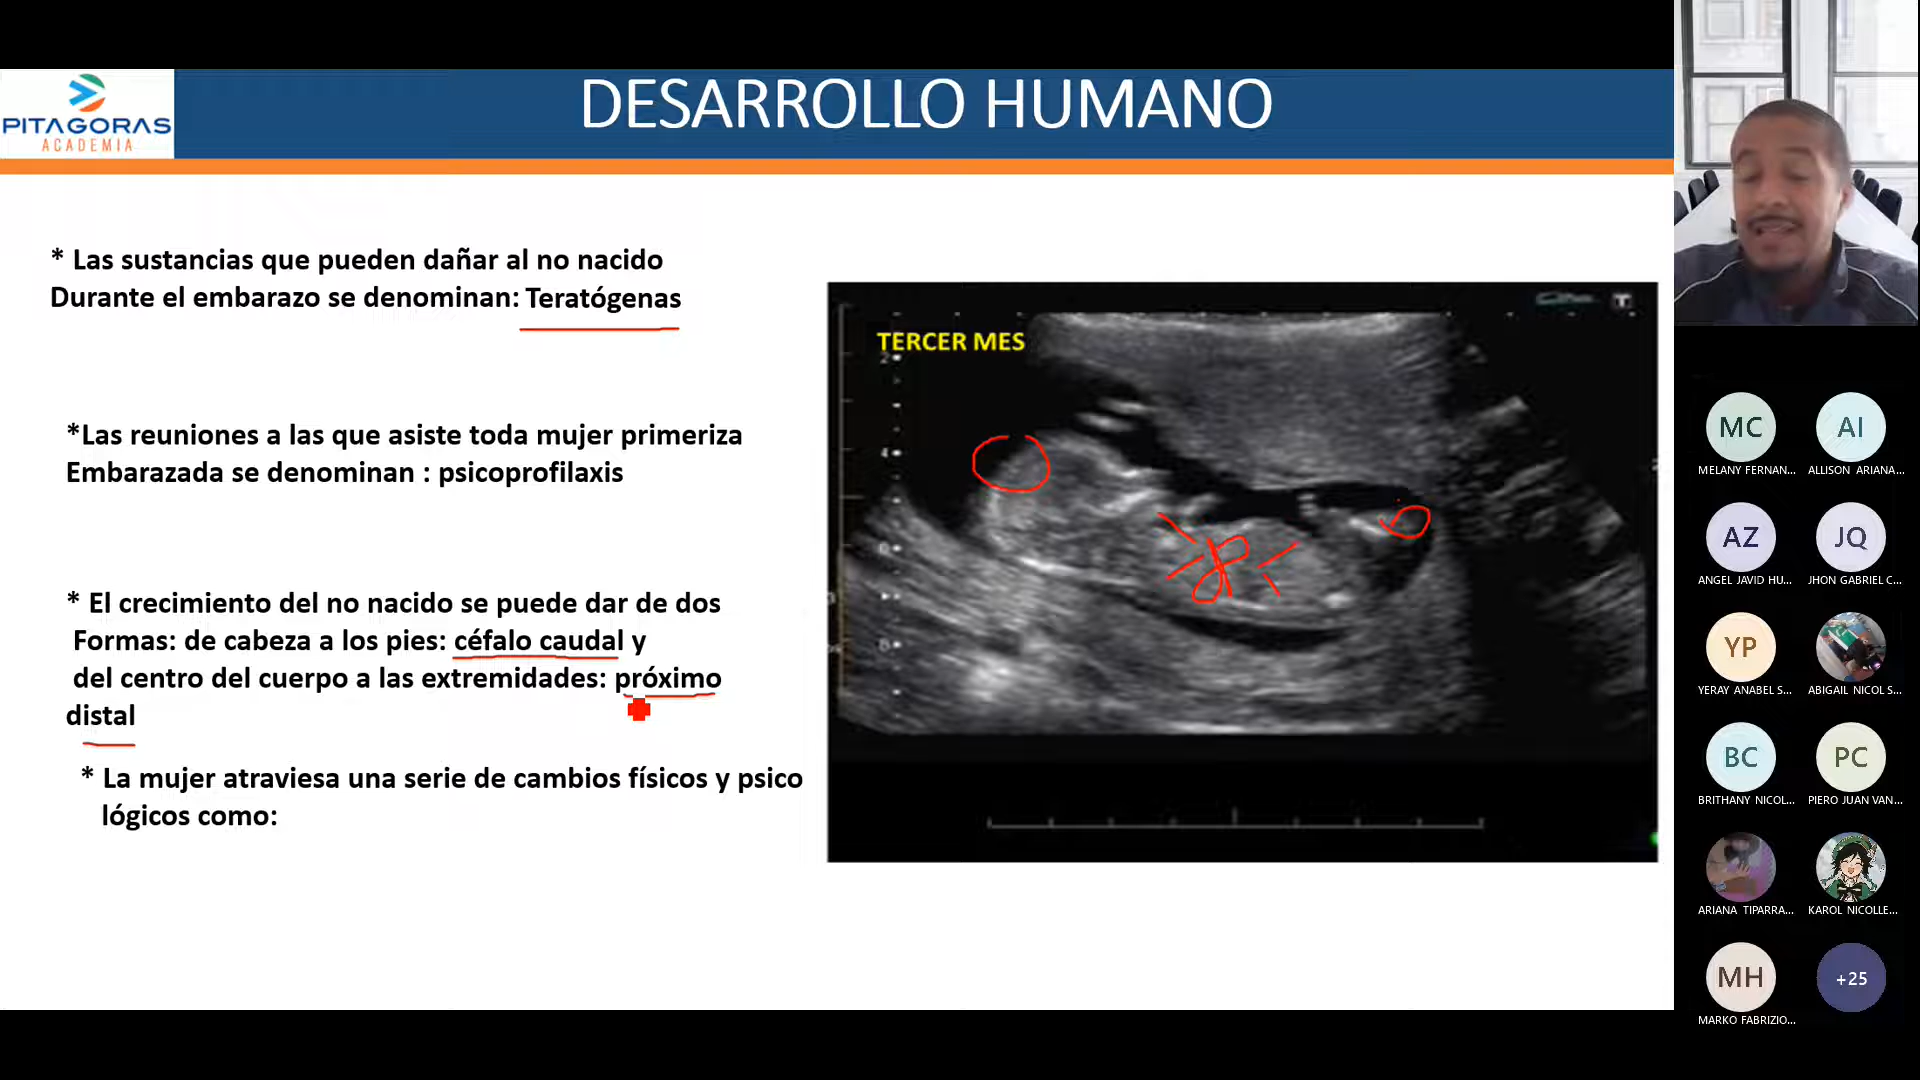 PITAGORAS
ACADEMIA
DESARROLLO HUMANO
* Las sustancias que pueden dañar al no nacido
Durante el embarazo se denominan: Teratógenas
*Las reuniones a las que asiste toda mujer primeriza
Embarazada se denominan : psicoprofilaxis
* El crecimiento del no nacido se puede dar de dos
Formas: de cabeza a los pies: céfalo caudal y
del centro del cuerpo a las extremidades: próximo
distal
* La mujer atraviesa una serie de cambios físicos y psico
lógicos como:
TERCER MES
2
4
MC
AI
MELANY FERNAN...
ALLISON ARIANA...
AZ
JQ
ANGEL JAVID HU...
JHON GABRIEL C...
YP
YERAY ANABEL S...
ABIGAIL NICOL S...
BC
PC
BRITHANY NICOL...
PIERO JUAN VAN...
ARIANA TIPARRA...
KAROL NICOLLE...
MH
+25
MARKO FABRIZIO...